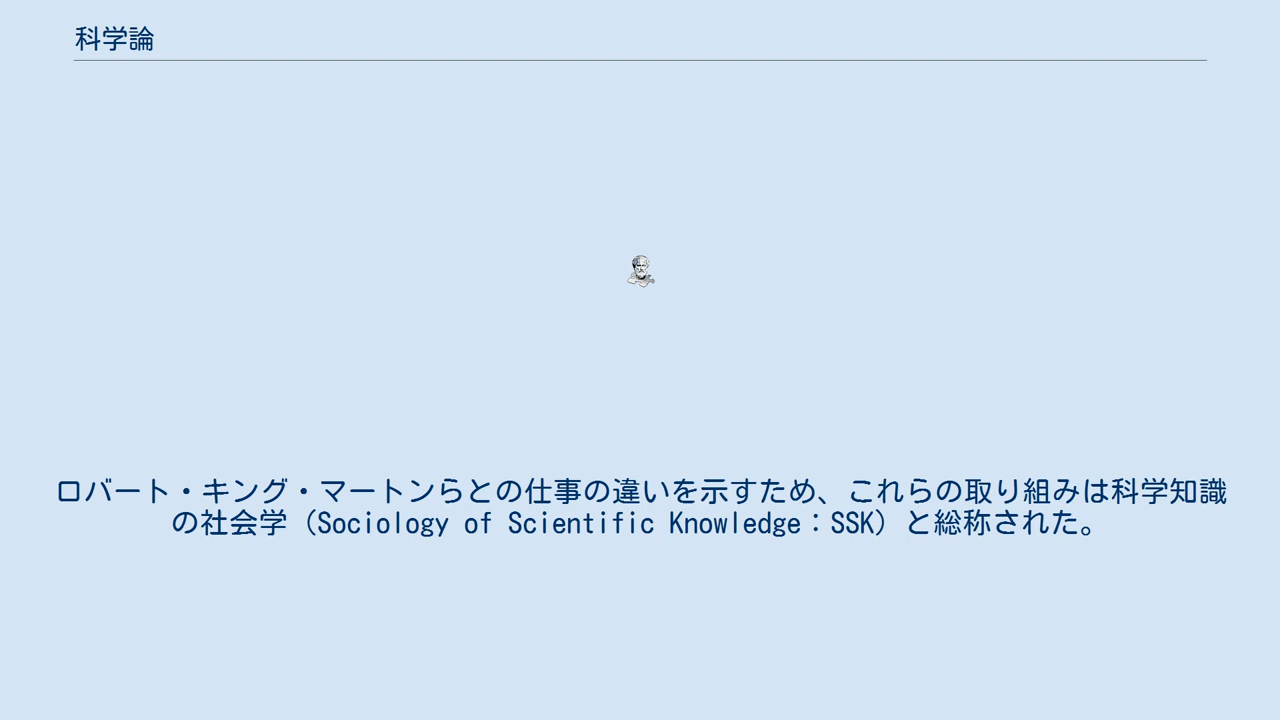 科学論
ロバート・キング・マートンらとの仕事の違いを示すため、これらの取り組みは科学知識
の社会学（Sociology of Scientific Knowledge：SSK）と総称された。